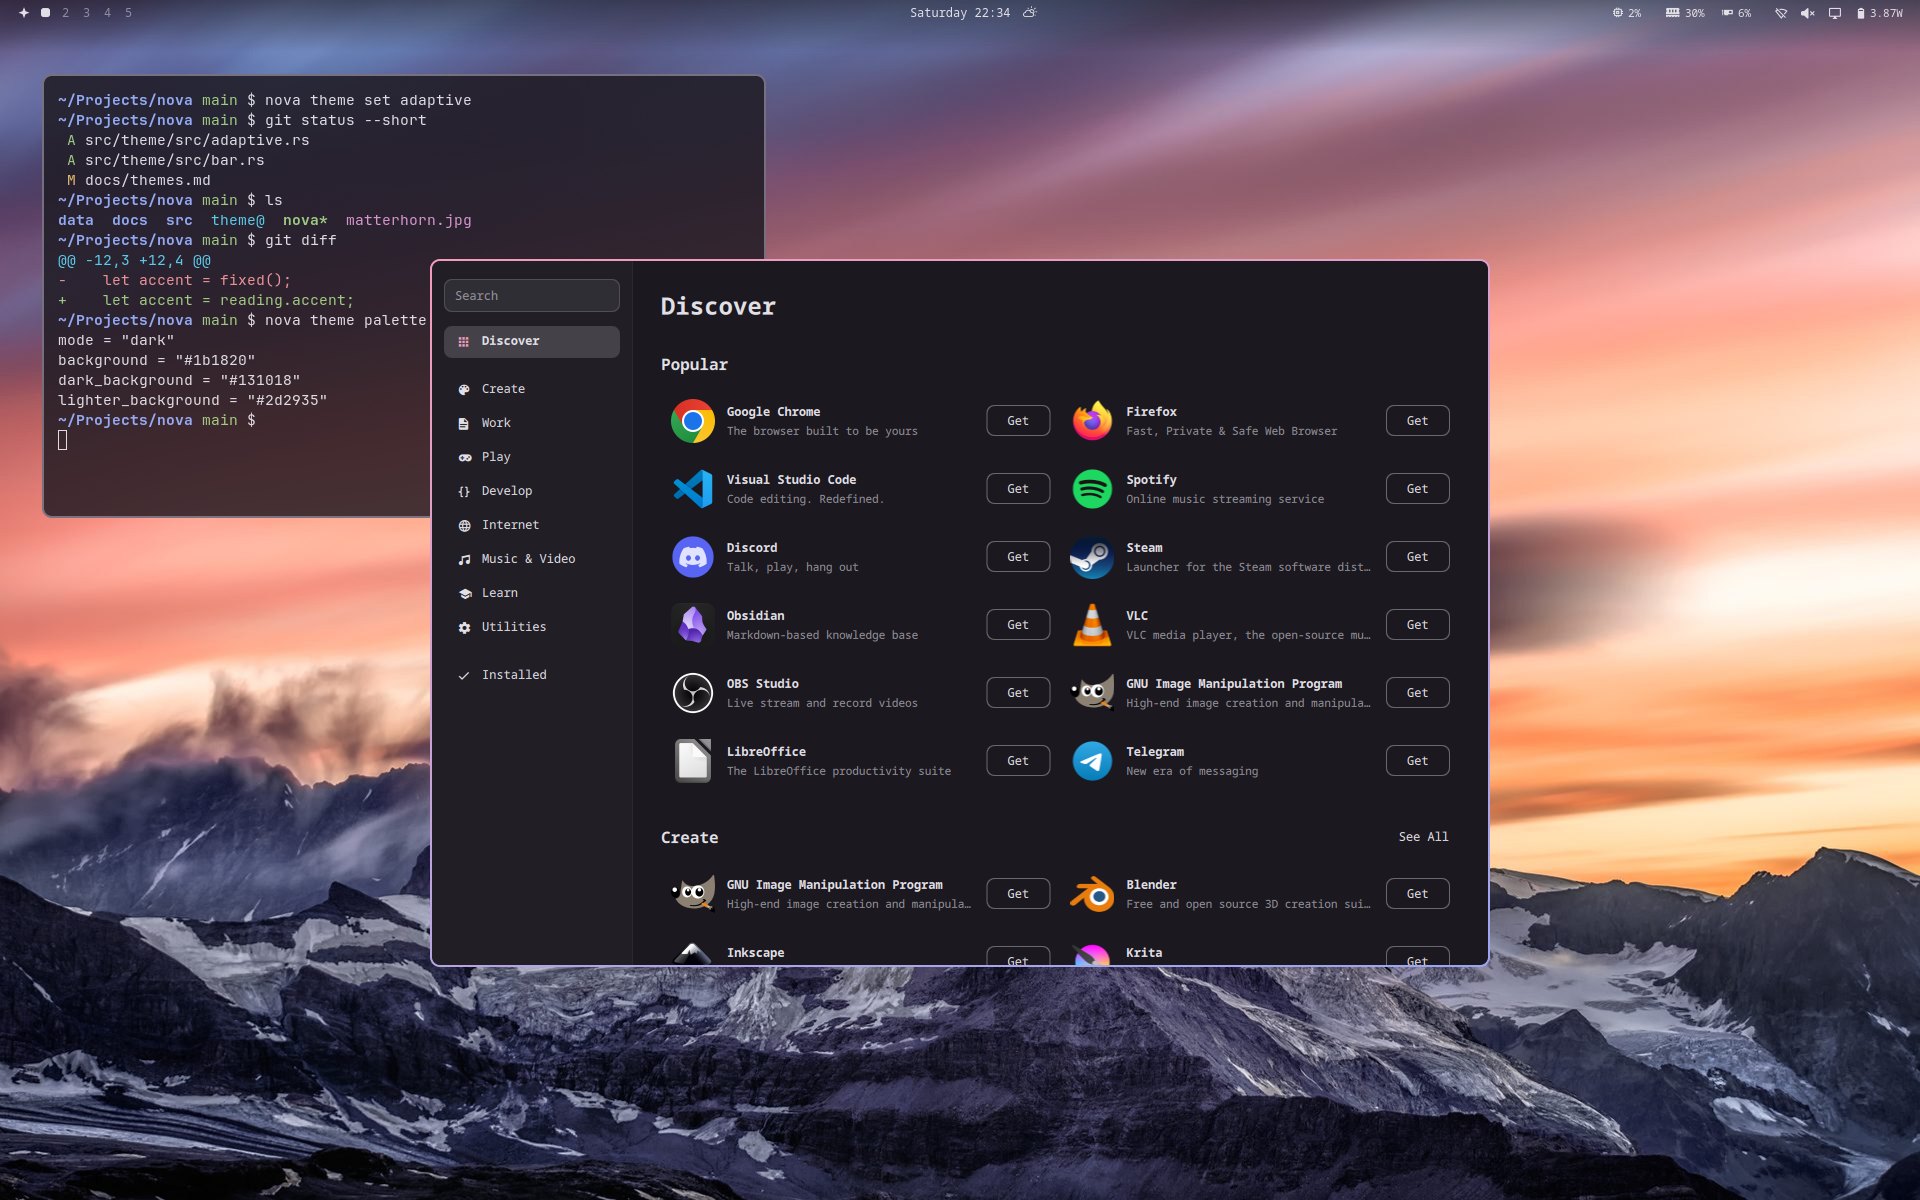 2 3 4 5
Saturday 22:34
2% 30% 6% 3.87W
~/Projects/nova main $ nova theme set adaptive
~/Projects/nova main $ git status --short
A src/theme/src/adaptive.rs
A src/theme/src/bar.rs
M docs/themes.md
~/Projects/nova main $ ls
data docs src theme@ nova* matterhorn.jpg
~/Projects/nova main $ git diff
@@ -12,3 +12,4 @@
- let accent = fixed();
+ let accent = reading.accent;
~/Projects/nova main $ nova theme palette
mode = "dark"
background = "#1b1820"
dark_background = "#131018"
lighter_background = "#2d2935"
~/Projects/nova main $
Search
Discover
Create
Work
Play
Develop
Internet
Music & Video
Learn
Utilities
Installed
Discover
Popular
Google Chrome
The browser built to be yours
Get
Firefox
Fast, Private & Safe Web Browser
Get
Visual Studio Code
Code editing. Redefined.
Get
Spotify
Online music streaming service
Get
Discord
Talk, play, hang out
Get
Steam
Launcher for the Steam software dist…
Get
Obsidian
Markdown-based knowledge base
Get
VLC
VLC media player, the open-source mu…
Get
OBS Studio
Live stream and record videos
Get
GNU Image Manipulation Program
High-end image creation and manipula…
Get
LibreOffice
The LibreOffice productivity suite
Get
Telegram
New era of messaging
Get
Create
See All
GNU Image Manipulation Program
High-end image creation and manipula…
Get
Blender
Free and open source 3D creation sui…
Get
Inkscape
Get
Krita
Get